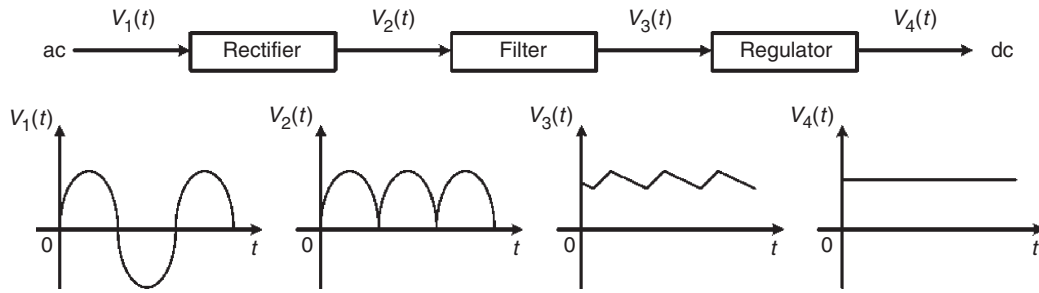 V1(t) V2(t) V3(t) V4(t)
ac Rectifier Filter Regulator dc
V1(t) V2(t) V3(t) V4(t)
0 t 0 t 0 t 0 t